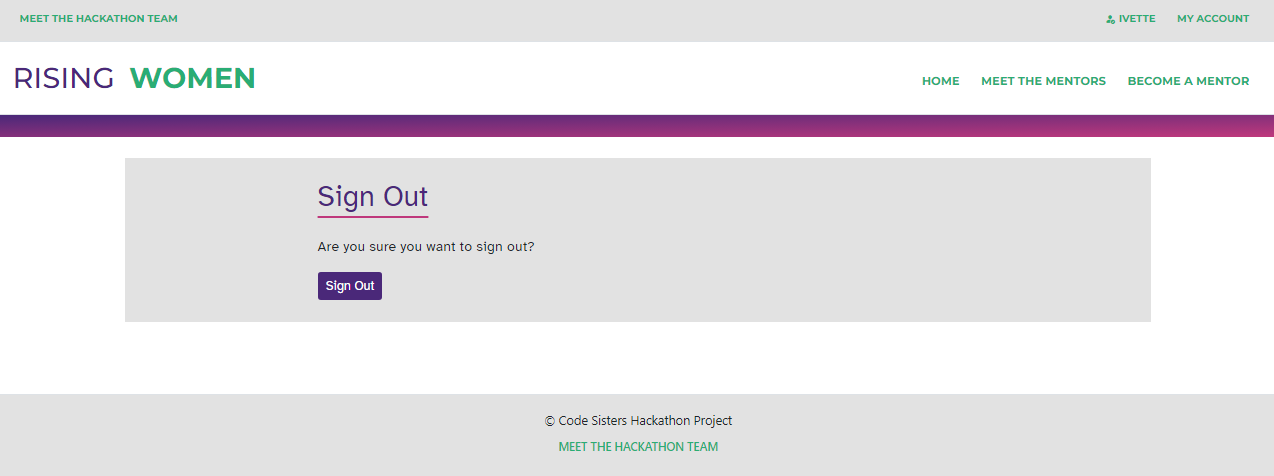 MEET THE HACKATHON TEAM
IVETTE MY ACCOUNT
RISING WOMEN
HOME MEET THE MENTORS BECOME A MENTOR
Sign Out
Are you sure you want to sign out?
Sign Out
© Code Sisters Hackathon Project
MEET THE HACKATHON TEAM